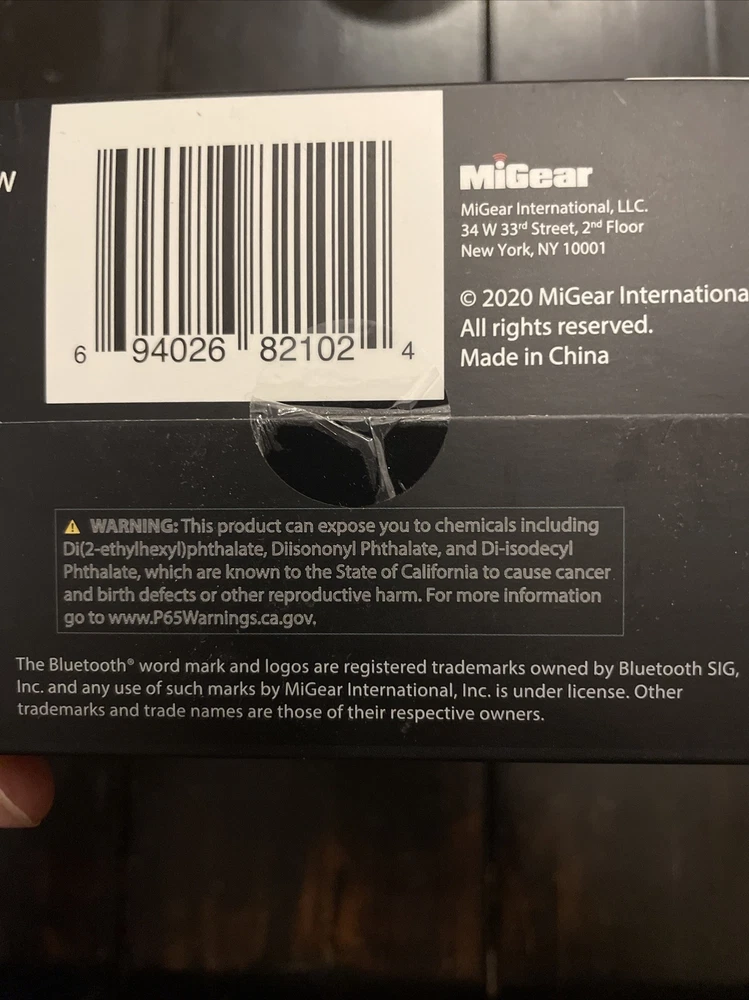 W
6 94026 82102 4
MiGear
MiGear International, LLC.
34 W 33rd Street, 2nd Floor
New York, NY 10001
© 2020 MiGear Internationa
All rights reserved.
Made in China
WARNING: This product can expose you to chemicals including
Di(2-ethylhexyl)phthalate, Diisononyl Phthalate, and Di-isodecyl
Phthalate, which are known to the State of California to cause cancer
and birth defects or other reproductive harm. For more information
go to www.P65Warnings.ca.gov.
The Bluetooth® word mark and logos are registered trademarks owned by Bluetooth SIG,
Inc. and any use of such marks by MiGear International, Inc. is under license. Other
trademarks and trade names are those of their respective owners.